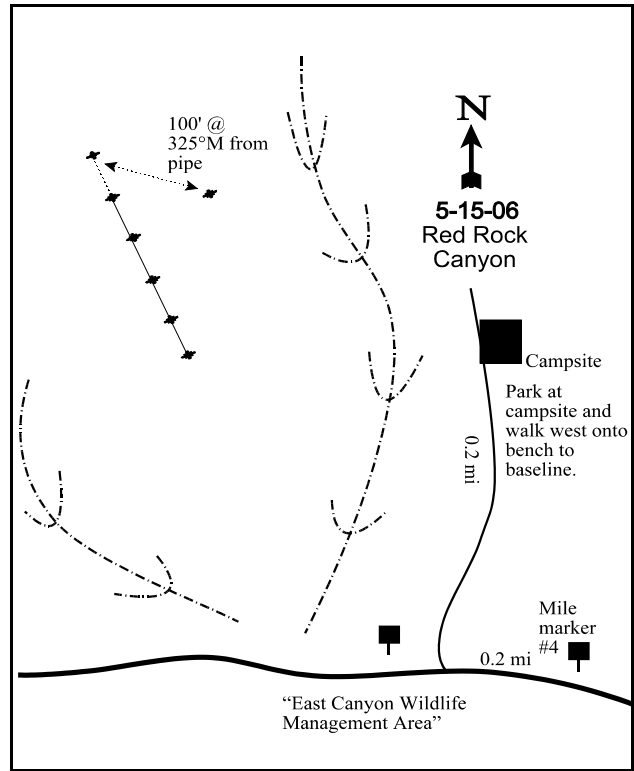 100' @
325°M from
pipe
N
5-15-06
Red Rock
Canyon
Campsite
Park at
campsite and
walk west onto
bench to
baseline.
0.2 mi
Mile
marker
#4
0.2 mi
“East Canyon Wildlife
Management Area”